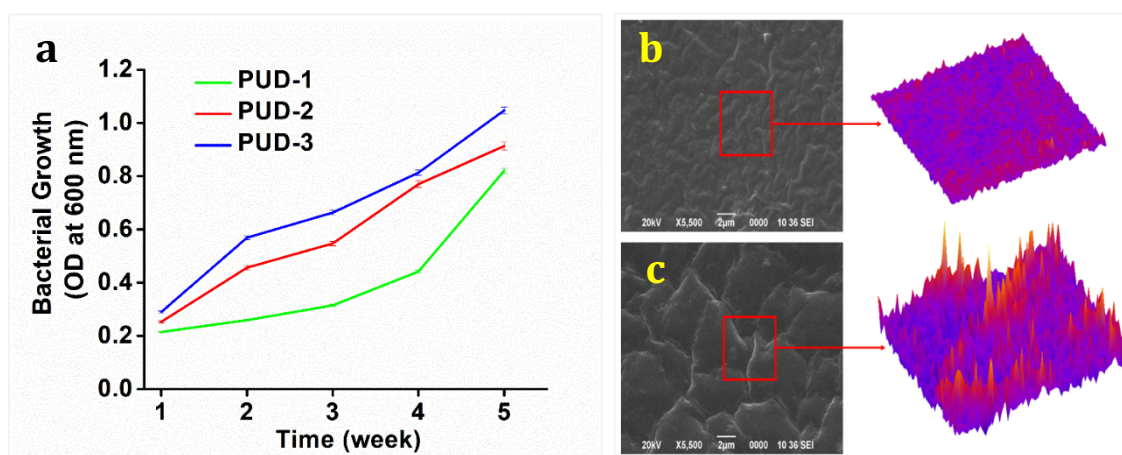 a
1.2
1.0
0.8
0.6
0.4
0.2
0.0
Bacterial Growth
(OD at 600 nm)
PUD-1
PUD-2
PUD-3
1 2 3 4 5
Time (week)
b
20kV X5,500 2µm 0000 10 36 SEI
c
20kV X5,500 2µm 0000 10 36 SEI